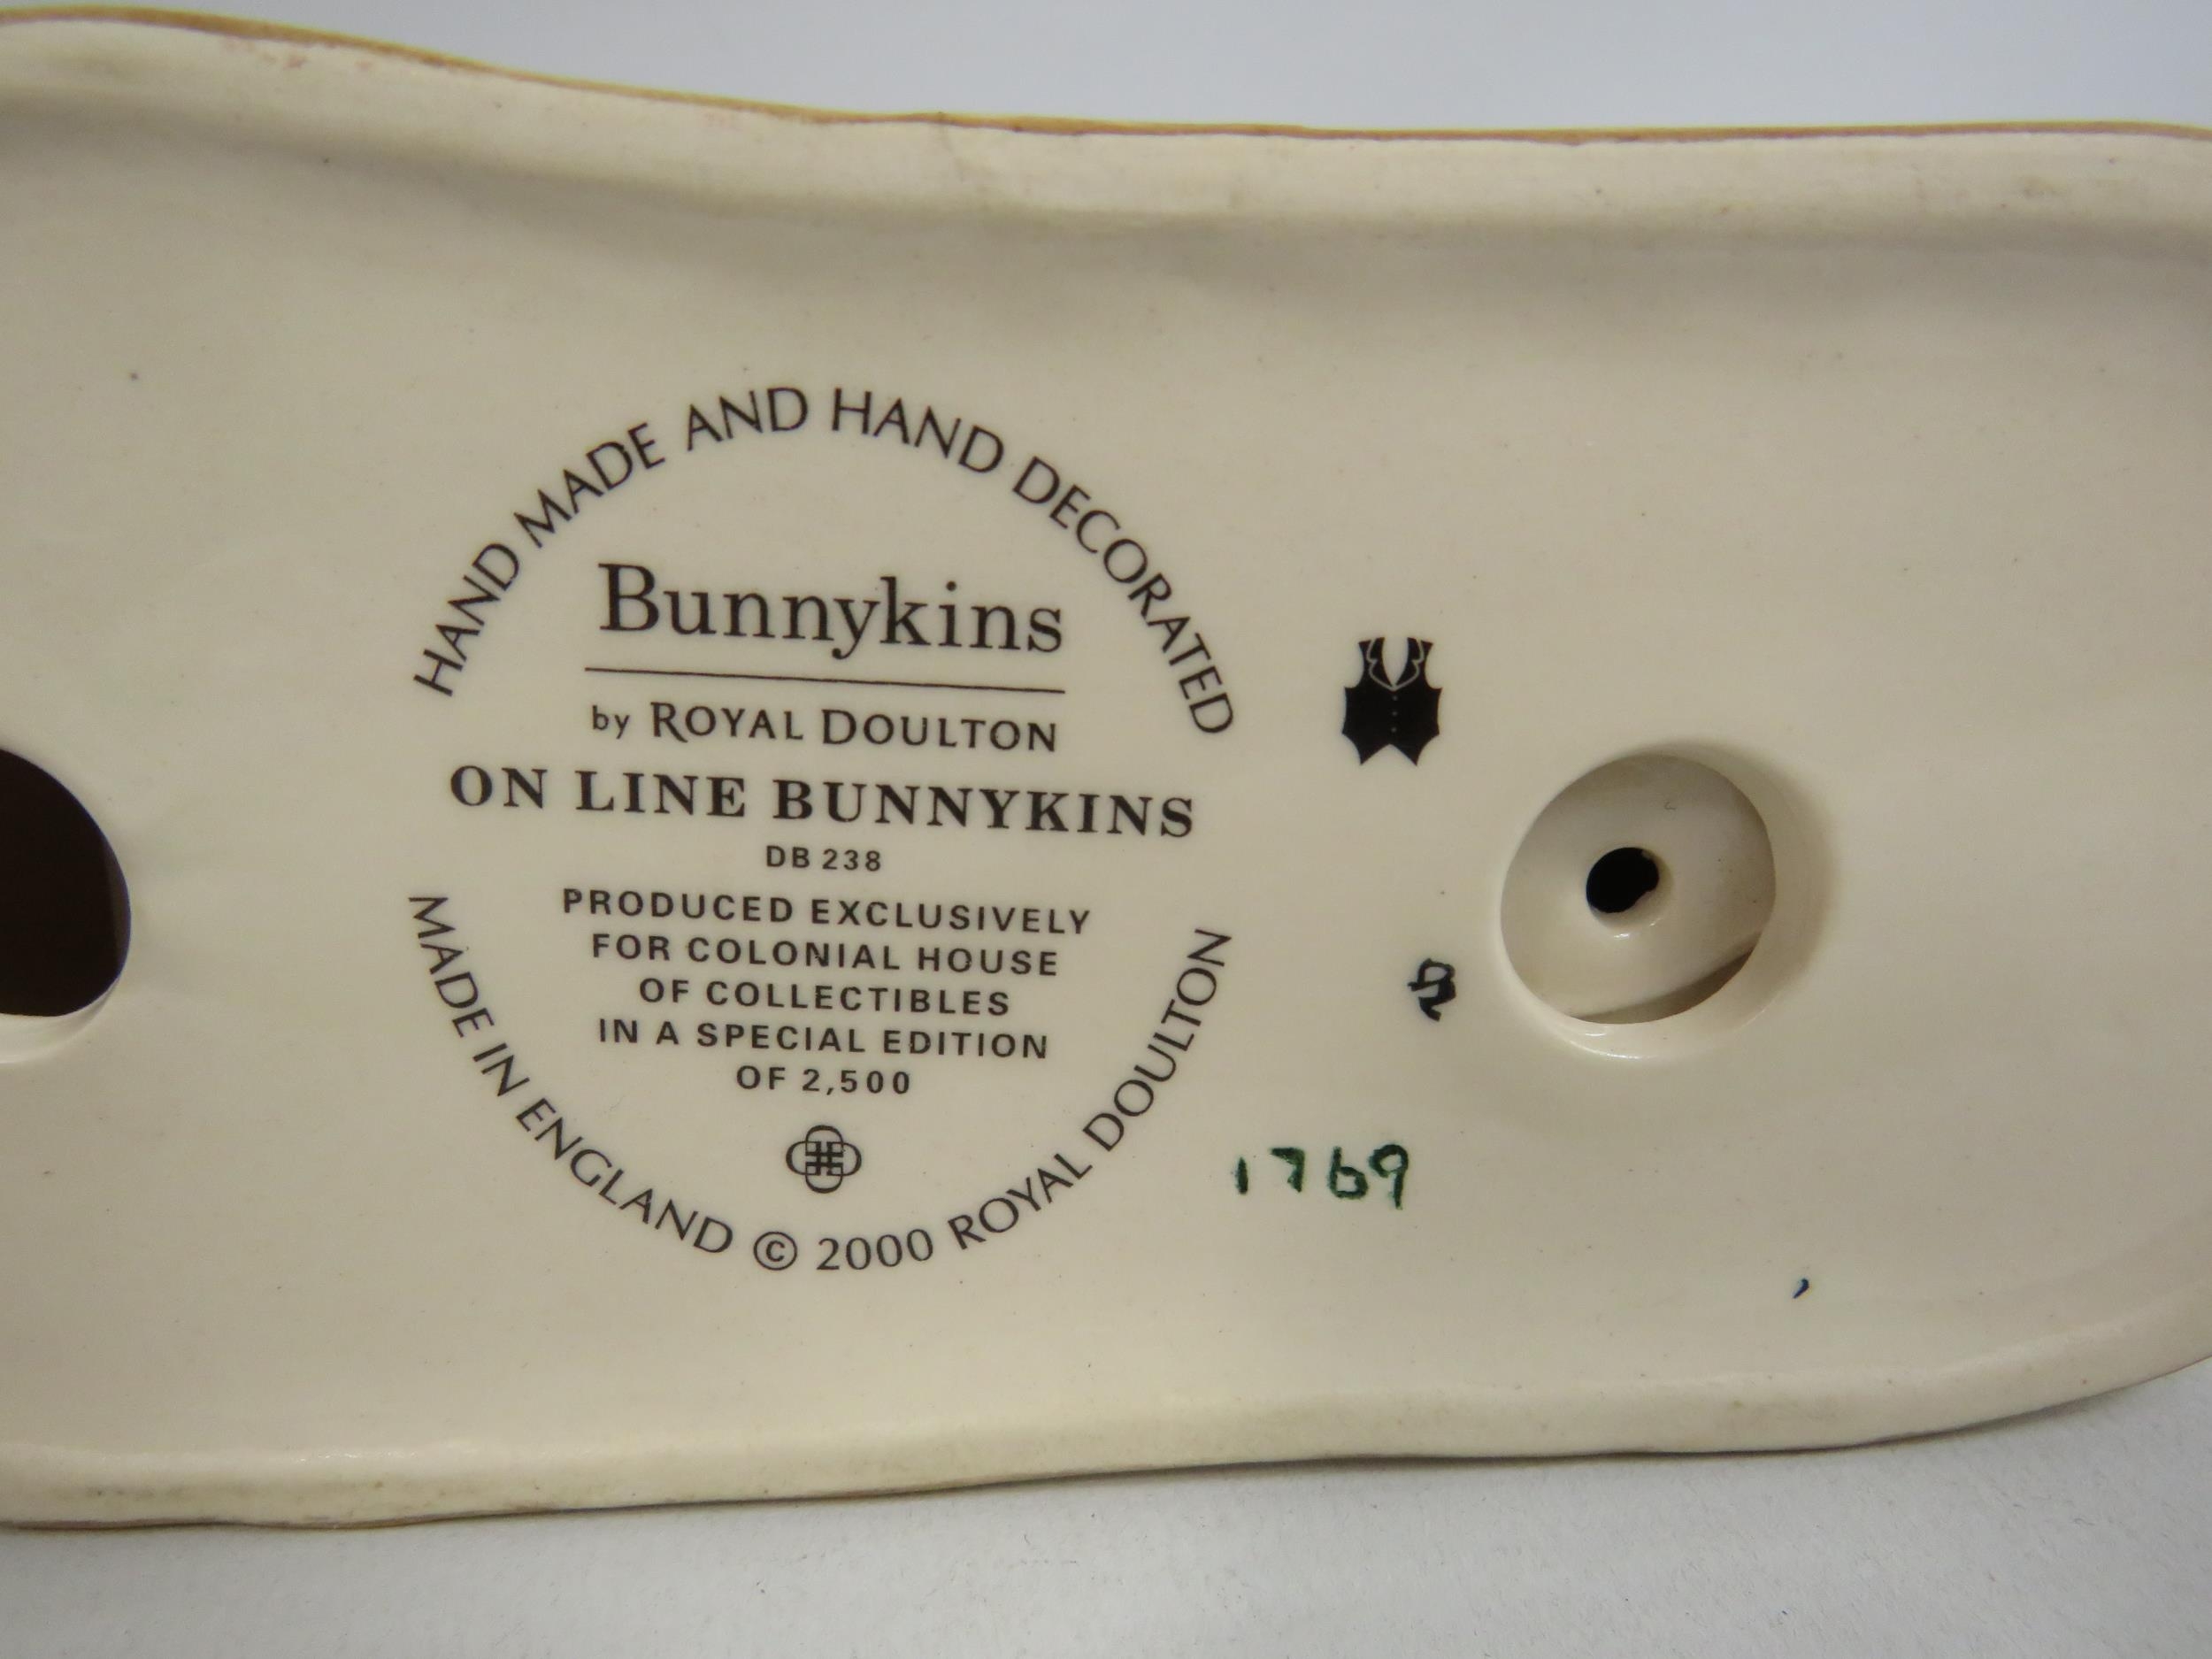 HAND MADE AND HAND DECORATED
Bunnykins
by ROYAL DOULTON
ON LINE BUNNYKINS
DB 238
PRODUCED EXCLUSIVELY
FOR COLONIAL HOUSE
OF COLLECTIBLES
IN A SPECIAL EDITION
OF 2,500
MADE IN ENGLAND © 2000 ROYAL DOULTON
1769